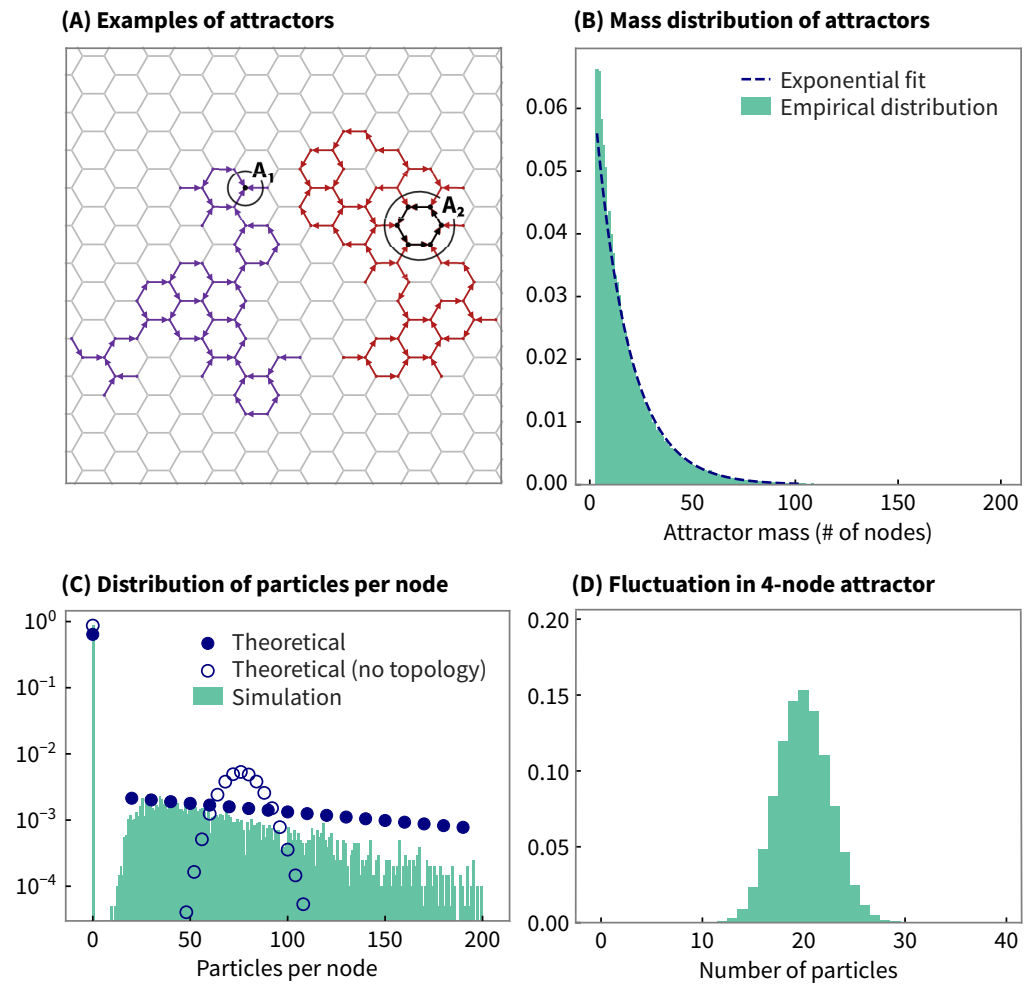 (A) Examples of attractors
A₁
A₂
(B) Mass distribution of attractors
Exponential fit
Empirical distribution
0.06
0.05
0.04
0.03
0.02
0.01
0.00
0 50 100 150 200
Attractor mass (# of nodes)
(C) Distribution of particles per node
Theoretical
Theoretical (no topology)
Simulation
10⁰
10⁻¹
10⁻²
10⁻³
10⁻⁴
0 50 100 150 200
Particles per node
(D) Fluctuation in 4-node attractor
0.20
0.15
0.10
0.05
0.00
0 10 20 30 40
Number of particles